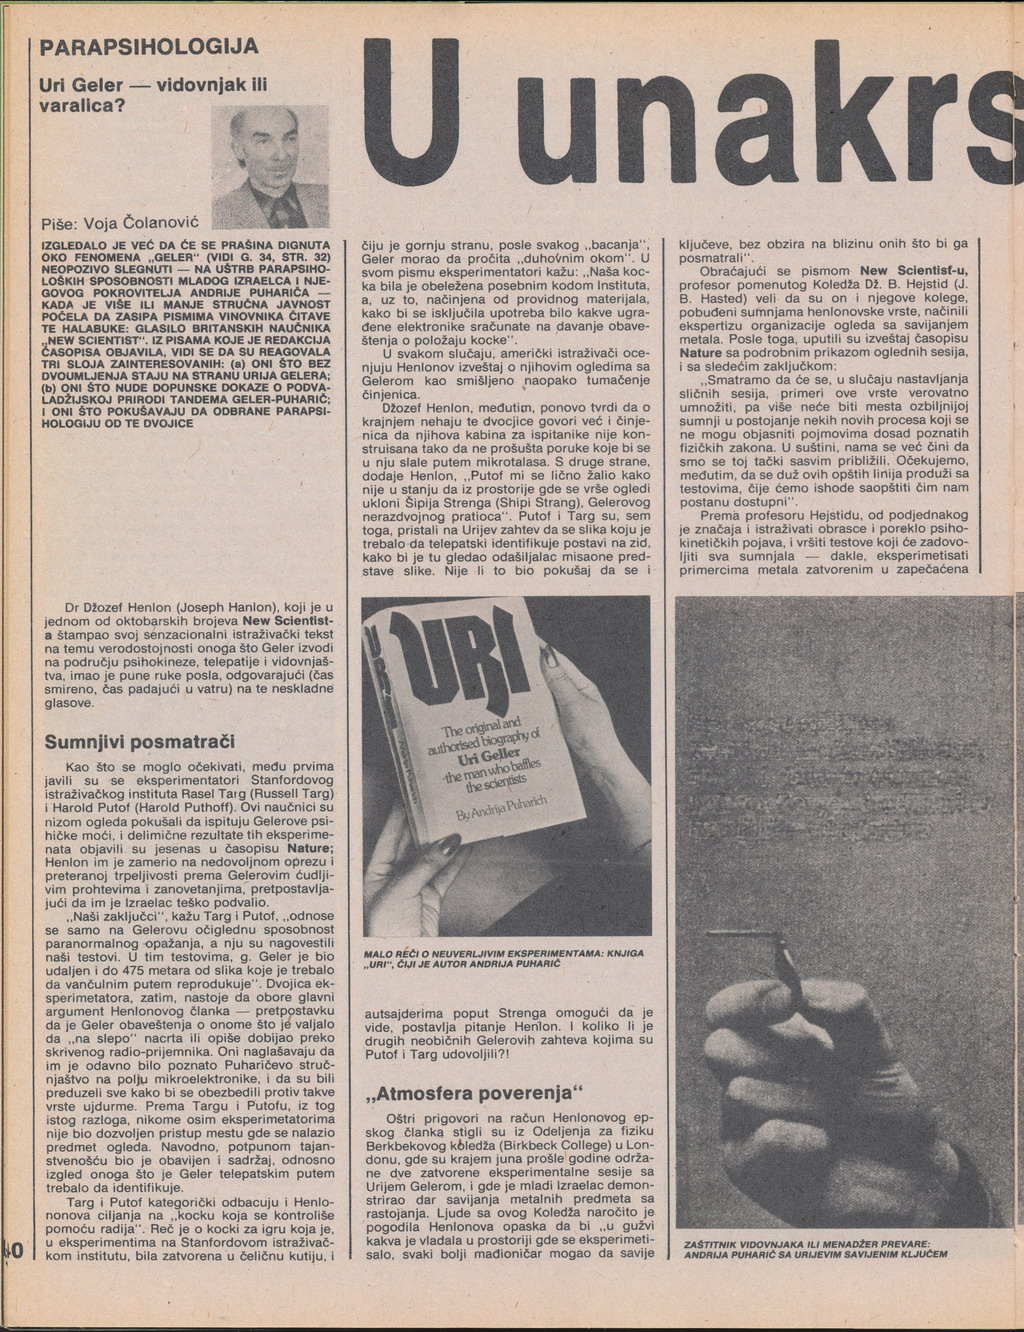 PARAPSIHOLOGIJA
Uri Geler — vidovnjak ili
varalica?
U unakrs
Piše: Voja Čolanović
IZGLEDALO JE VEĆ DA ĆE SE PRAŠINA DIGNUTA
OKO FENOMENA „GELER“ (VIDI G. 34, STR. 32)
NEOPOZIVO SLEGNUTI — NA UŠTRB PARAPSIHO-
LOŠKIH SPOSOBNOSTI MLADOG IZRAELCA I NJE-
GOVOG POKROVITELJA ANDRIJE PUHARIČA —
KADA JE VIŠE ILI MANJE STRUČNA JAVNOST
POČELA DA ZASIPA PISMIMA VINOVNIKA ČITAVE
TE HALABUKE: GLASILO BRITANSKIH NAUČNIKA
„NEW SCIENTIST“. IZ PISAMA KOJE JE REDAKCIJA
ČASOPISA OBJAVILA, VIDI SE DA SU REAGOVALA
TRI SLOJA ZAINTERESOVANIH: (a) ONI ŠTO BEZ
DVOUMLJENJA STAJU NA STRANU URIJA GELERA;
(b) ONI ŠTO NUDE DOPUNSKE DOKAZE O PODVA-
LADŽIJSKOJ PRIRODI TANDEMA GELER-PUHARIČ;
I ONI ŠTO POKUŠAVAJU DA ODBRANE PARAPSI-
HOLOGIJU OD TE DVOJICE
Dr Džozef Henlon (Joseph Hanlon), koji je u
jednom od oktobarskih brojeva New Scientist-
a štampao svoj senzacionalni istraživački tekst
na temu verodostojnosti onoga što Geler izvodi
na području psihokineze, telepatije i vidovnjaš-
tva, imao je pune ruke posla, odgovarajući (čas
smireno, čas padajući u vatru) na te neskladne
glasove.
Sumnjivi posmatrači
Kao što se moglo očekivati, među prvima
javili su se eksperimentatori Stanfordovog
istraživačkog instituta Rasel Targ (Russell Targ)
i Harold Putof (Harold Puthoff). Ovi naučnici su
nizom ogleda pokušali da ispituju Gelerove psi-
hičke moći, i delimične rezultate tih eksperime-
nata objavili su jesenas u časopisu Nature;
Henlon im je zamerio na nedovoljnom oprezu i
preteranoj trpeljivosti prema Gelerovim ćudlji-
vim prohtevima i zanovetanjima, pretpostavlja-
jući da im je Izraelac teško podvalio.
„Naši zaključci“, kažu Targ i Putof, „odnose
se samo na Gelerovu očiglednu sposobnost
paranormalnog opažanja, a nju su nagovestili
naši testovi. U tim testovima, g. Geler je bio
udaljen i do 475 metara od slika koje je trebalo
da vančulnim putem reprodukuje“. Dvojica ek-
sperimetatora, zatim, nastoje da obore glavni
argument Henlonovog članka — pretpostavku
da je Geler obaveštenja o onome što je valjalo
da „na slepo“ nacrta ili opiše dobijao preko
skrivenog radio-prijemnika. Oni naglašavaju da
im je odavno bilo poznato Puharičevo struč-
njaštvo na polju mikroelektronike, i da su bili
preduzeli sve kako bi se obezbedili protiv takve
vrste ujdurme. Prema Targu i Putofu, iz tog
istog razloga, nikome osim eksperimetatorima
nije bio dozvoljen pristup mestu gde se nalazio
predmet ogleda. Navodno, potpunom tajan-
stvenošću bio je obavijen i sadržaj, odnosno
izgled onoga što je Geler telepatskim putem
trebalo da identifikuje.
Targ i Putof kategorički odbacuju i Henlo-
nonova ciljanja na „kocku koja se kontroliše
pomoću radija“. Reč je o kocki za igru koja je,
u eksperimentima na Stanfordovom istraživač-
kom institutu, bila zatvorena u čeličnu kutiju, i
40
čiju je gornju stranu, posle svakog „bacanja“,
Geler morao da pročita „duhovnim okom“. U
svom pismu eksperimentatori kažu: „Naša koc-
ka bila je obeležena posebnim kodom Instituta,
a, uz to, načinjena od providnog materijala,
kako bi se isključila upotreba bilo kakve ugra-
đene elektronike sračunate na davanje obave-
štenja o položaju kocke“.
U svakom slučaju, američki istraživači oce-
njuju Henlonov izveštaj o njihovim ogledima sa
Gelerom kao smišljeno naopako tumačenje
činjenica.
Džozef Henlon, međutim, ponovo tvrdi da o
krajnjem nehaju te dvocjice govori već i činje-
nica da njihova kabina za ispitanike nije kon-
struisana tako da ne prošušta poruke koje bi se
u nju slale putem mikrotalasa. S druge strane,
dodaje Henlon, „Putof mi se lično žalio kako
nije u stanju da iz prostorije gde se vrše ogledi
ukloni Šipija Strenga (Shipi Strang), Gelerovog
nerazdvojnog pratioca“. Putof i Targ su, sem
toga, pristali na Urijev zahtev da se slika koju je
trebalo da telepatski identifikuje postavi na zid,
kako bi je tu gledao odašiljalac misaone pred-
stave slike. Nije li to bio pokušaj da se i
URI
The original and
authorised biography of
Uri Geller
-the man who baffles
the scientists
By Andrija Puharich
MALO REČI O NEUVERLJIVIM EKSPERIMENTAMA: KNJIGA
„URI“, ČIJI JE AUTOR ANDRIJA PUHARIČ
autsajderima poput Strenga omogući da je
vide, postavlja pitanje Henlon. I koliko li je
drugih neobičnih Gelerovih zahteva kojima su
Putof i Targ udovoljili?!
„Atmosfera poverenja“
Oštri prigovori na račun Henlonovog ep-
skog članka stigli su iz Odeljenja za fiziku
Berkbekovog koledža (Birkbeck College) u Lon-
donu, gde su krajem juna prošle godine održa-
ne dve zatvorene eksperimentalne sesije sa
Urijem Gelerom, i gde je mladi Izraelac demon-
strirao dar savijanja metalnih predmeta sa
rastojanja. Ljude sa ovog Koledža naročito je
pogodila Henlonova opaska da bi „u gužvi
kakva je vladala u prostoriji gde se eksperimeti-
salo, svaki bolji mađioničar mogao da savije
ključeve, bez obzira na blizinu onih što bi ga
posmatrali“.
Obraćajući se pismom New Scientist-u,
profesor pomenutog Koledža Dž. B. Hejstid (J.
B. Hasted) veli da su on i njegove kolege,
pobuđeni sumnjama henlonovske vrste, načinili
ekspertizu organizacije ogleda sa savijanjem
metala. Posle toga, uputili su izveštaj časopisu
Nature sa podrobnim prikazom oglednih sesija,
i sa sledećim zaključkom:
„Smatramo da će se, u slučaju nastavljanja
sličnih sesija, primeri ove vrste verovatno
umnožiti, pa više neće biti mesta ozbiljnijoj
sumnji u postojanje nekih novih procesa koji se
ne mogu objasniti pojmovima dosad poznatih
fizičkih zakona. U suštini, nama se već čini da
smo se toj tački sasvim približili. Očekujemo,
međutim, da se duž ovih opštih linija produži sa
testovima, čije ćemo ishode saopštiti čim nam
postanu dostupni“.
Prema profesoru Hejstidu, od podjednakog
je značaja i istraživati obrasce i poreklo psiho-
kinetičkih pojava, i vršiti testove koji će zadovo-
ljiti sva sumnjala — dakle, eksperimetisati
primercima metala zatvorenim u zapečaćena
ZAŠTITNIK VIDOVNJAKA ILI MENADŽER PREVARE:
ANDRIJA PUHARIČ SA URIJEVIM SAVIJENIM KLJUČEM